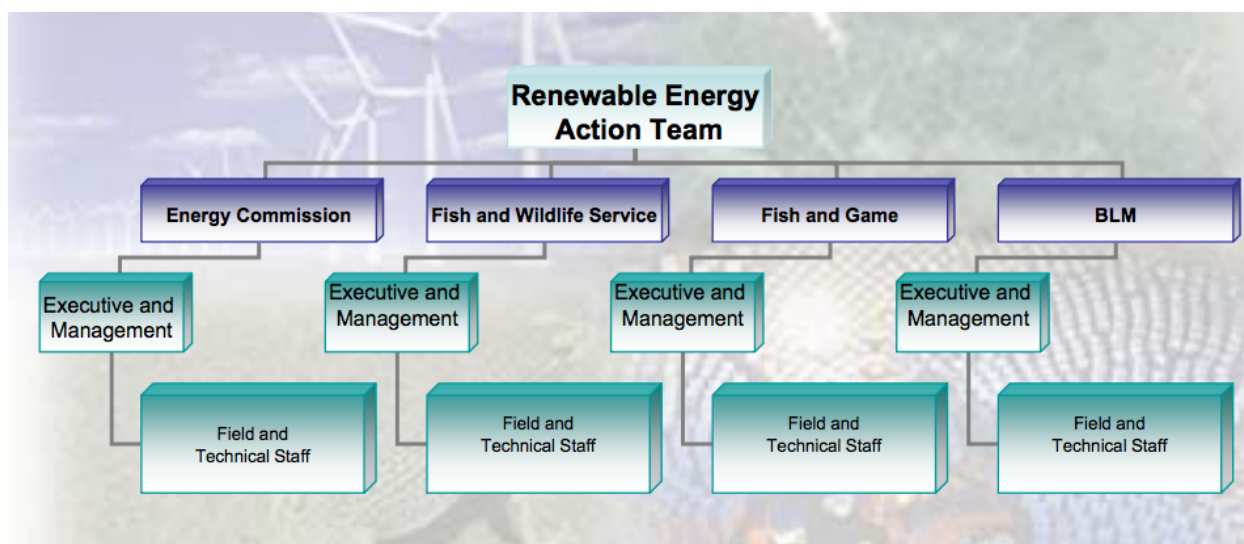 Renewable Energy
Action Team
Energy Commission
Fish and Wildlife Service
Fish and Game
BLM
Executive and
Management
Executive and
Management
Executive and
Management
Executive and
Management
Field and
Technical Staff
Field and
Technical Staff
Field and
Technical Staff
Field and
Technical Staff